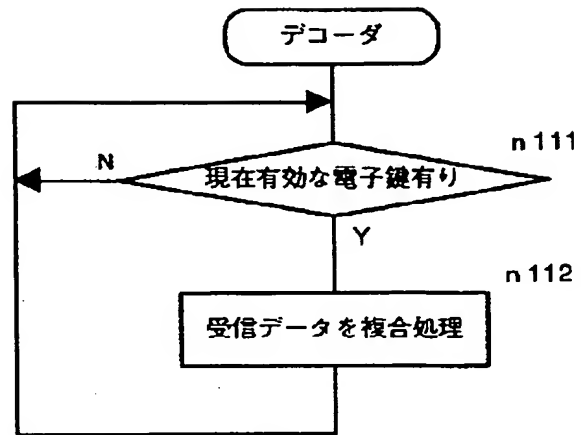 デコーダ
n111
N
現在有効な電子鍵有り
Y
n112
受信データを複合処理